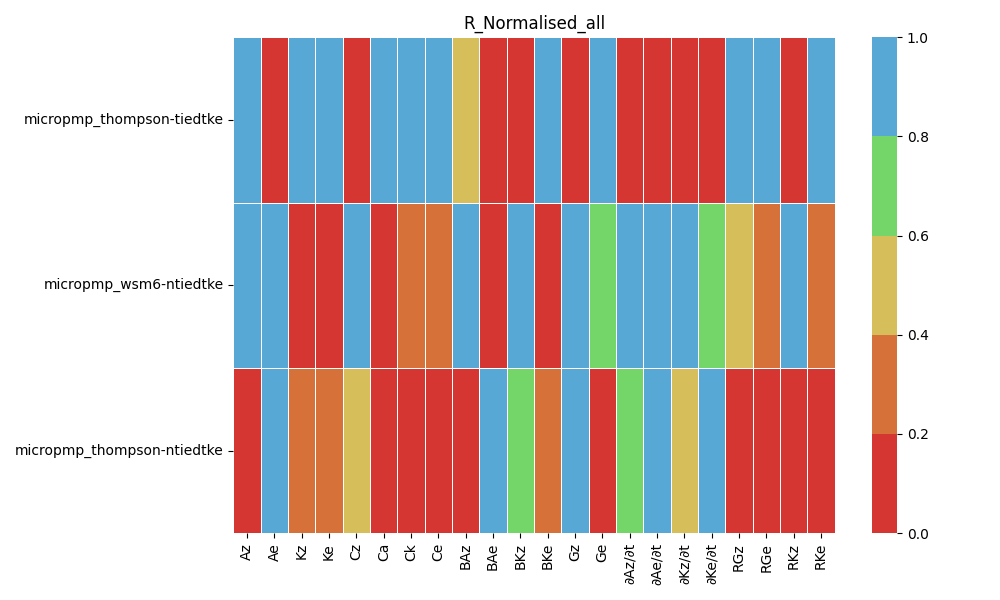 R_Normalised_all
micropmp_thompson-tiedtke
micropmp_wsm6-ntiedtke
micropmp_thompson-ntiedtke
Az Ae Kz Ke Cz Ca Ck Ce BAz BAe BKz BKe Gz Ge ∂Az/∂t ∂Ae/∂t ∂Kz/∂t ∂Ke/∂t RGz RGe RKz RKe
1.0
0.8
0.6
0.4
0.2
0.0